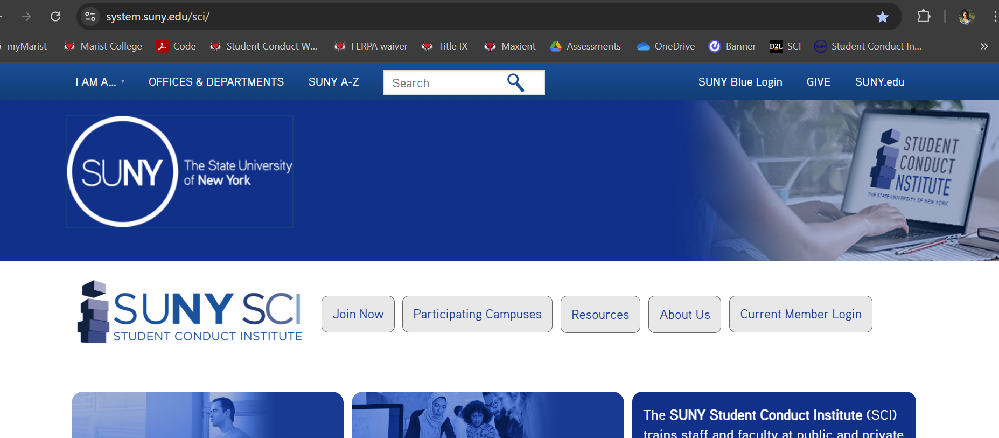 system.suny.edu/sci/
myMarist Marist College Code Student Conduct W... FERPA waiver Title IX Maxient Assessments OneDrive Banner D2L SCI SUNY Student Conduct In...
I AM A... OFFICES & DEPARTMENTS SUNY A-Z Search SUNY Blue Login GIVE SUNY.edu
SUNY The State University
of New York
STUDENT
CONDUCT
INSTITUTE
THE STATE UNIVERSITY OF NEW YORK
SUNY SCI
STUDENT CONDUCT INSTITUTE
Join Now Participating Campuses Resources About Us Current Member Login
The SUNY Student Conduct Institute (SCI)
trains staff and faculty at public and private